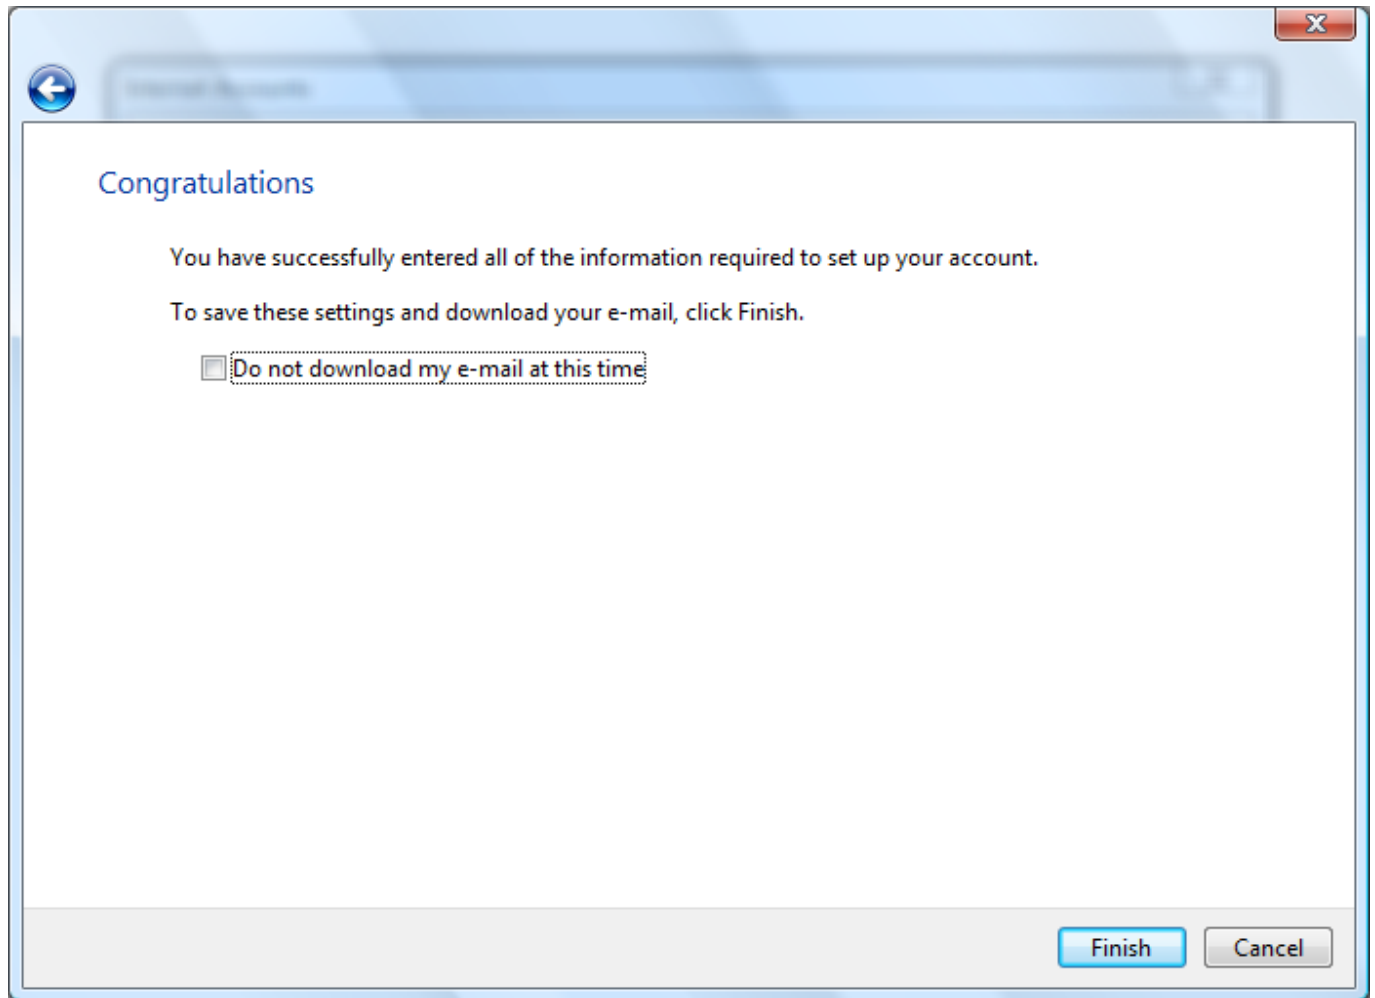 Congratulations
You have successfully entered all of the information required to set up your account.
To save these settings and download your e-mail, click Finish.
Do not download my e-mail at this time
Finish
Cancel